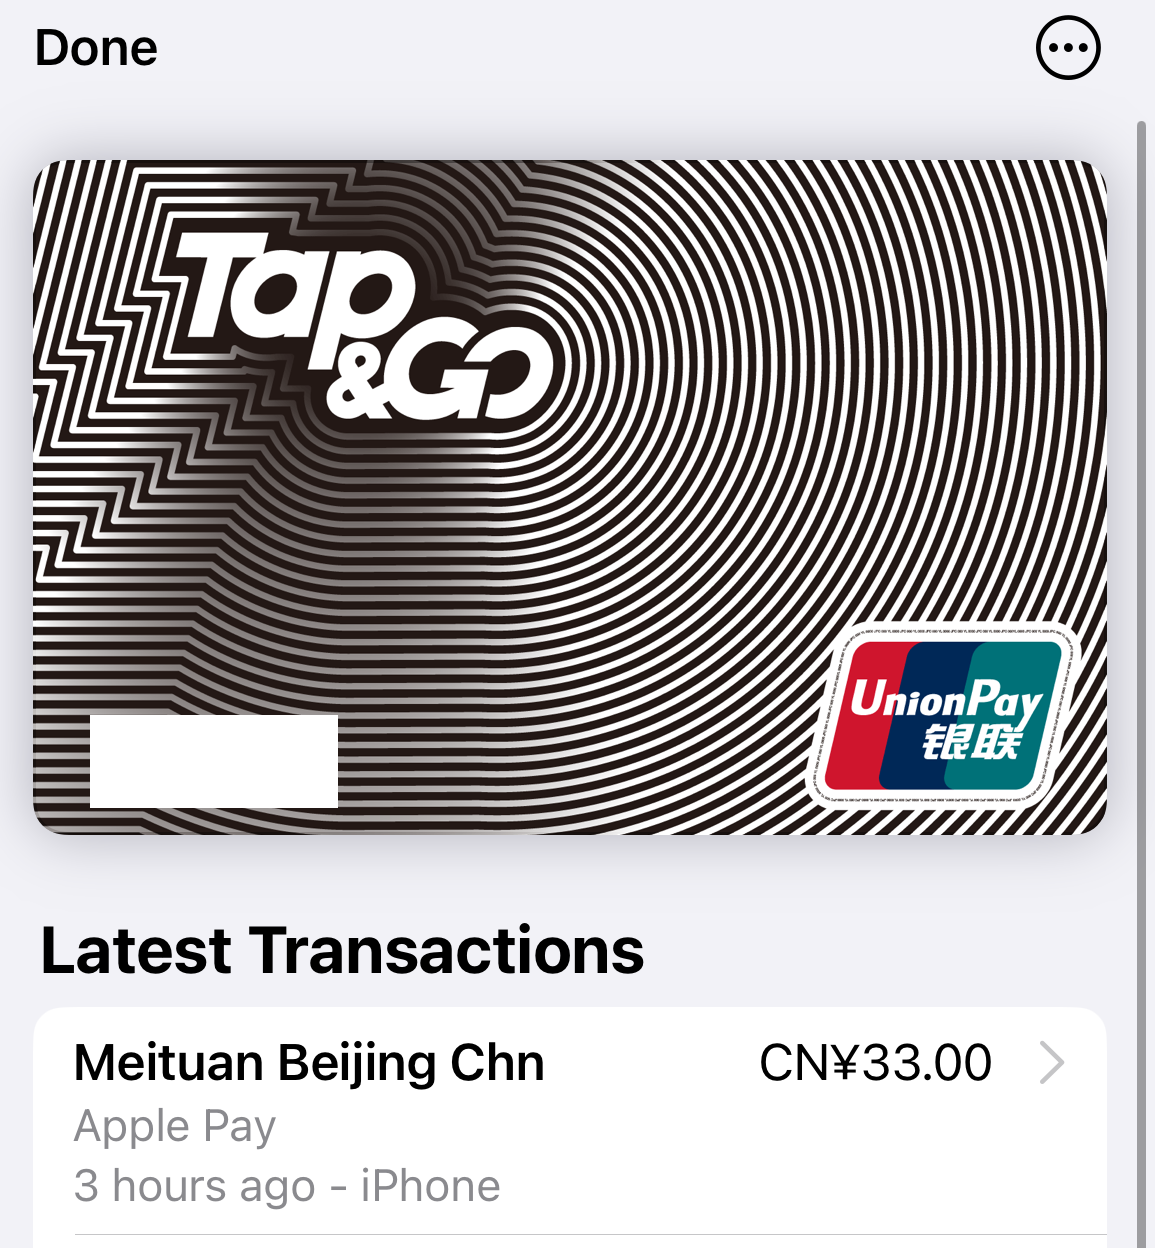 Done
Tap
&GO
UnionPay
银联
Latest Transactions
Meituan Beijing Chn CN¥33.00
Apple Pay
3 hours ago - iPhone